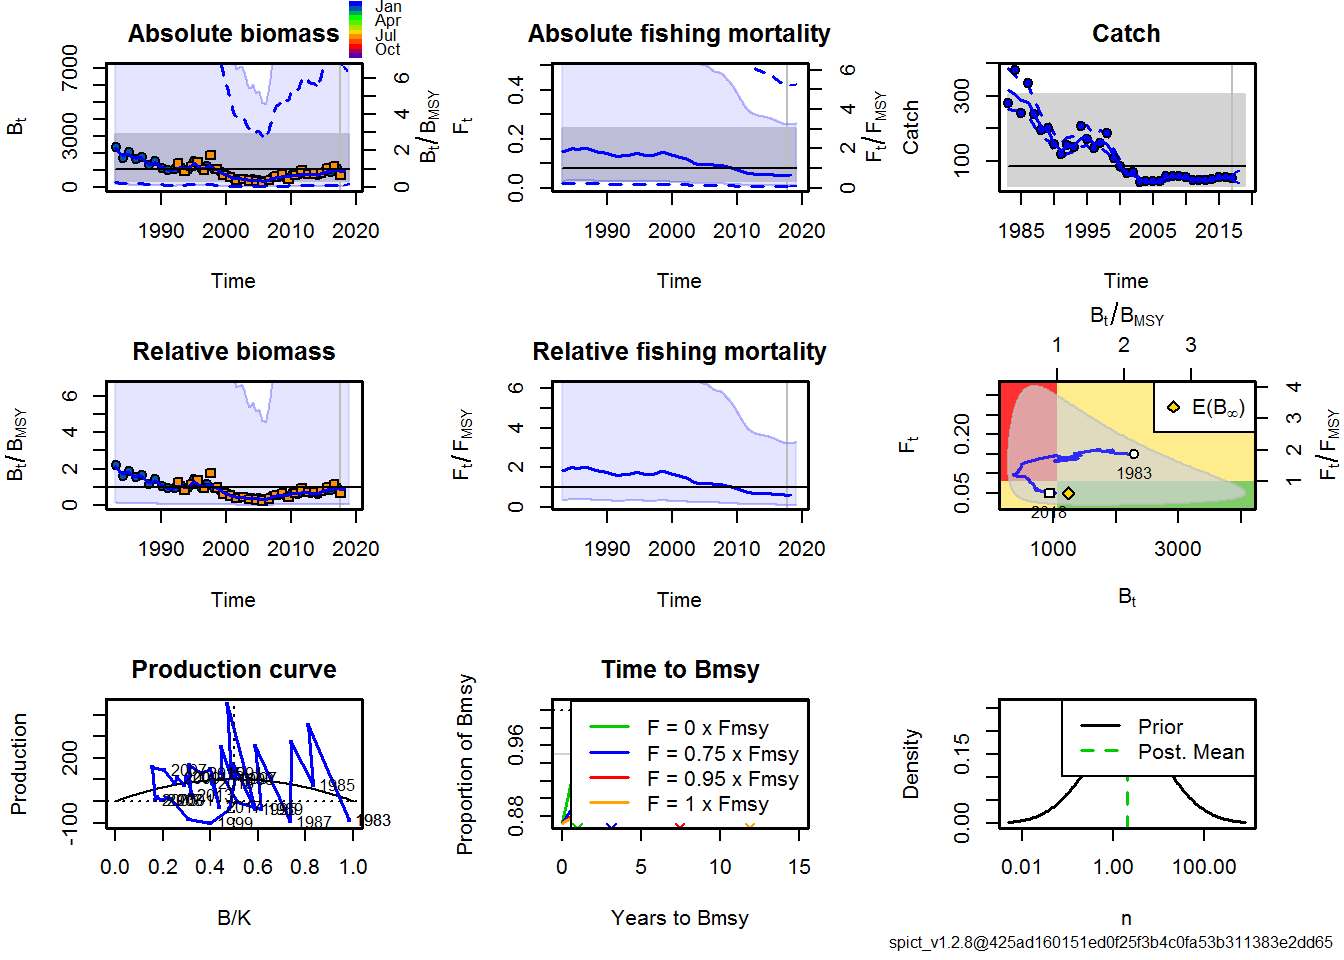 Absolute biomass
Jan
Apr
Jul
Oct
Bt
0 3000 7000
0 2 4 6
Bt/BMSY
1990 2000 2010 2020
Time
Absolute fishing mortality
Ft
0.0 0.2 0.4
0 2 4 6
Ft/FMSY
1990 2000 2010 2020
Time
Catch
Catch
100 300
1985 1995 2005 2015
Time
Relative biomass
Bt/BMSY
0 2 4 6
1990 2000 2010 2020
Time
Relative fishing mortality
Ft/FMSY
0 2 4 6
1990 2000 2010 2020
Time
Bt/BMSY
1 2 3
E(B∞)
1983
2018
Ft
0.05 0.20
1 2 3 4
Ft/FMSY
1000 3000
Bt
Production curve
Production
-100 200
1983
1985
1987
1999
0.0 0.2 0.4 0.6 0.8 1.0
B/K
Time to Bmsy
Proportion of Bmsy
0.88 0.96
F = 0 x Fmsy
F = 0.75 x Fmsy
F = 0.95 x Fmsy
F = 1 x Fmsy
0 5 10 15
Years to Bmsy
Density
0.00 0.15
Prior
Post. Mean
0.01 1.00 100.00
n
spict_v1.2.8@425ad160151ed0f25f3b4c0fa53b311383e2dd65